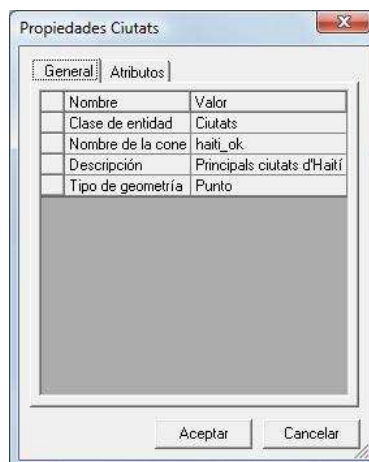 Propiedades Ciutats
General Atributos
Nombre Valor
Clase de entidad Ciutats
Nombre de la cone haiti_ok
Descripción Principals ciutats d'Haití
Tipo de geometría Punto
Aceptar Cancelar